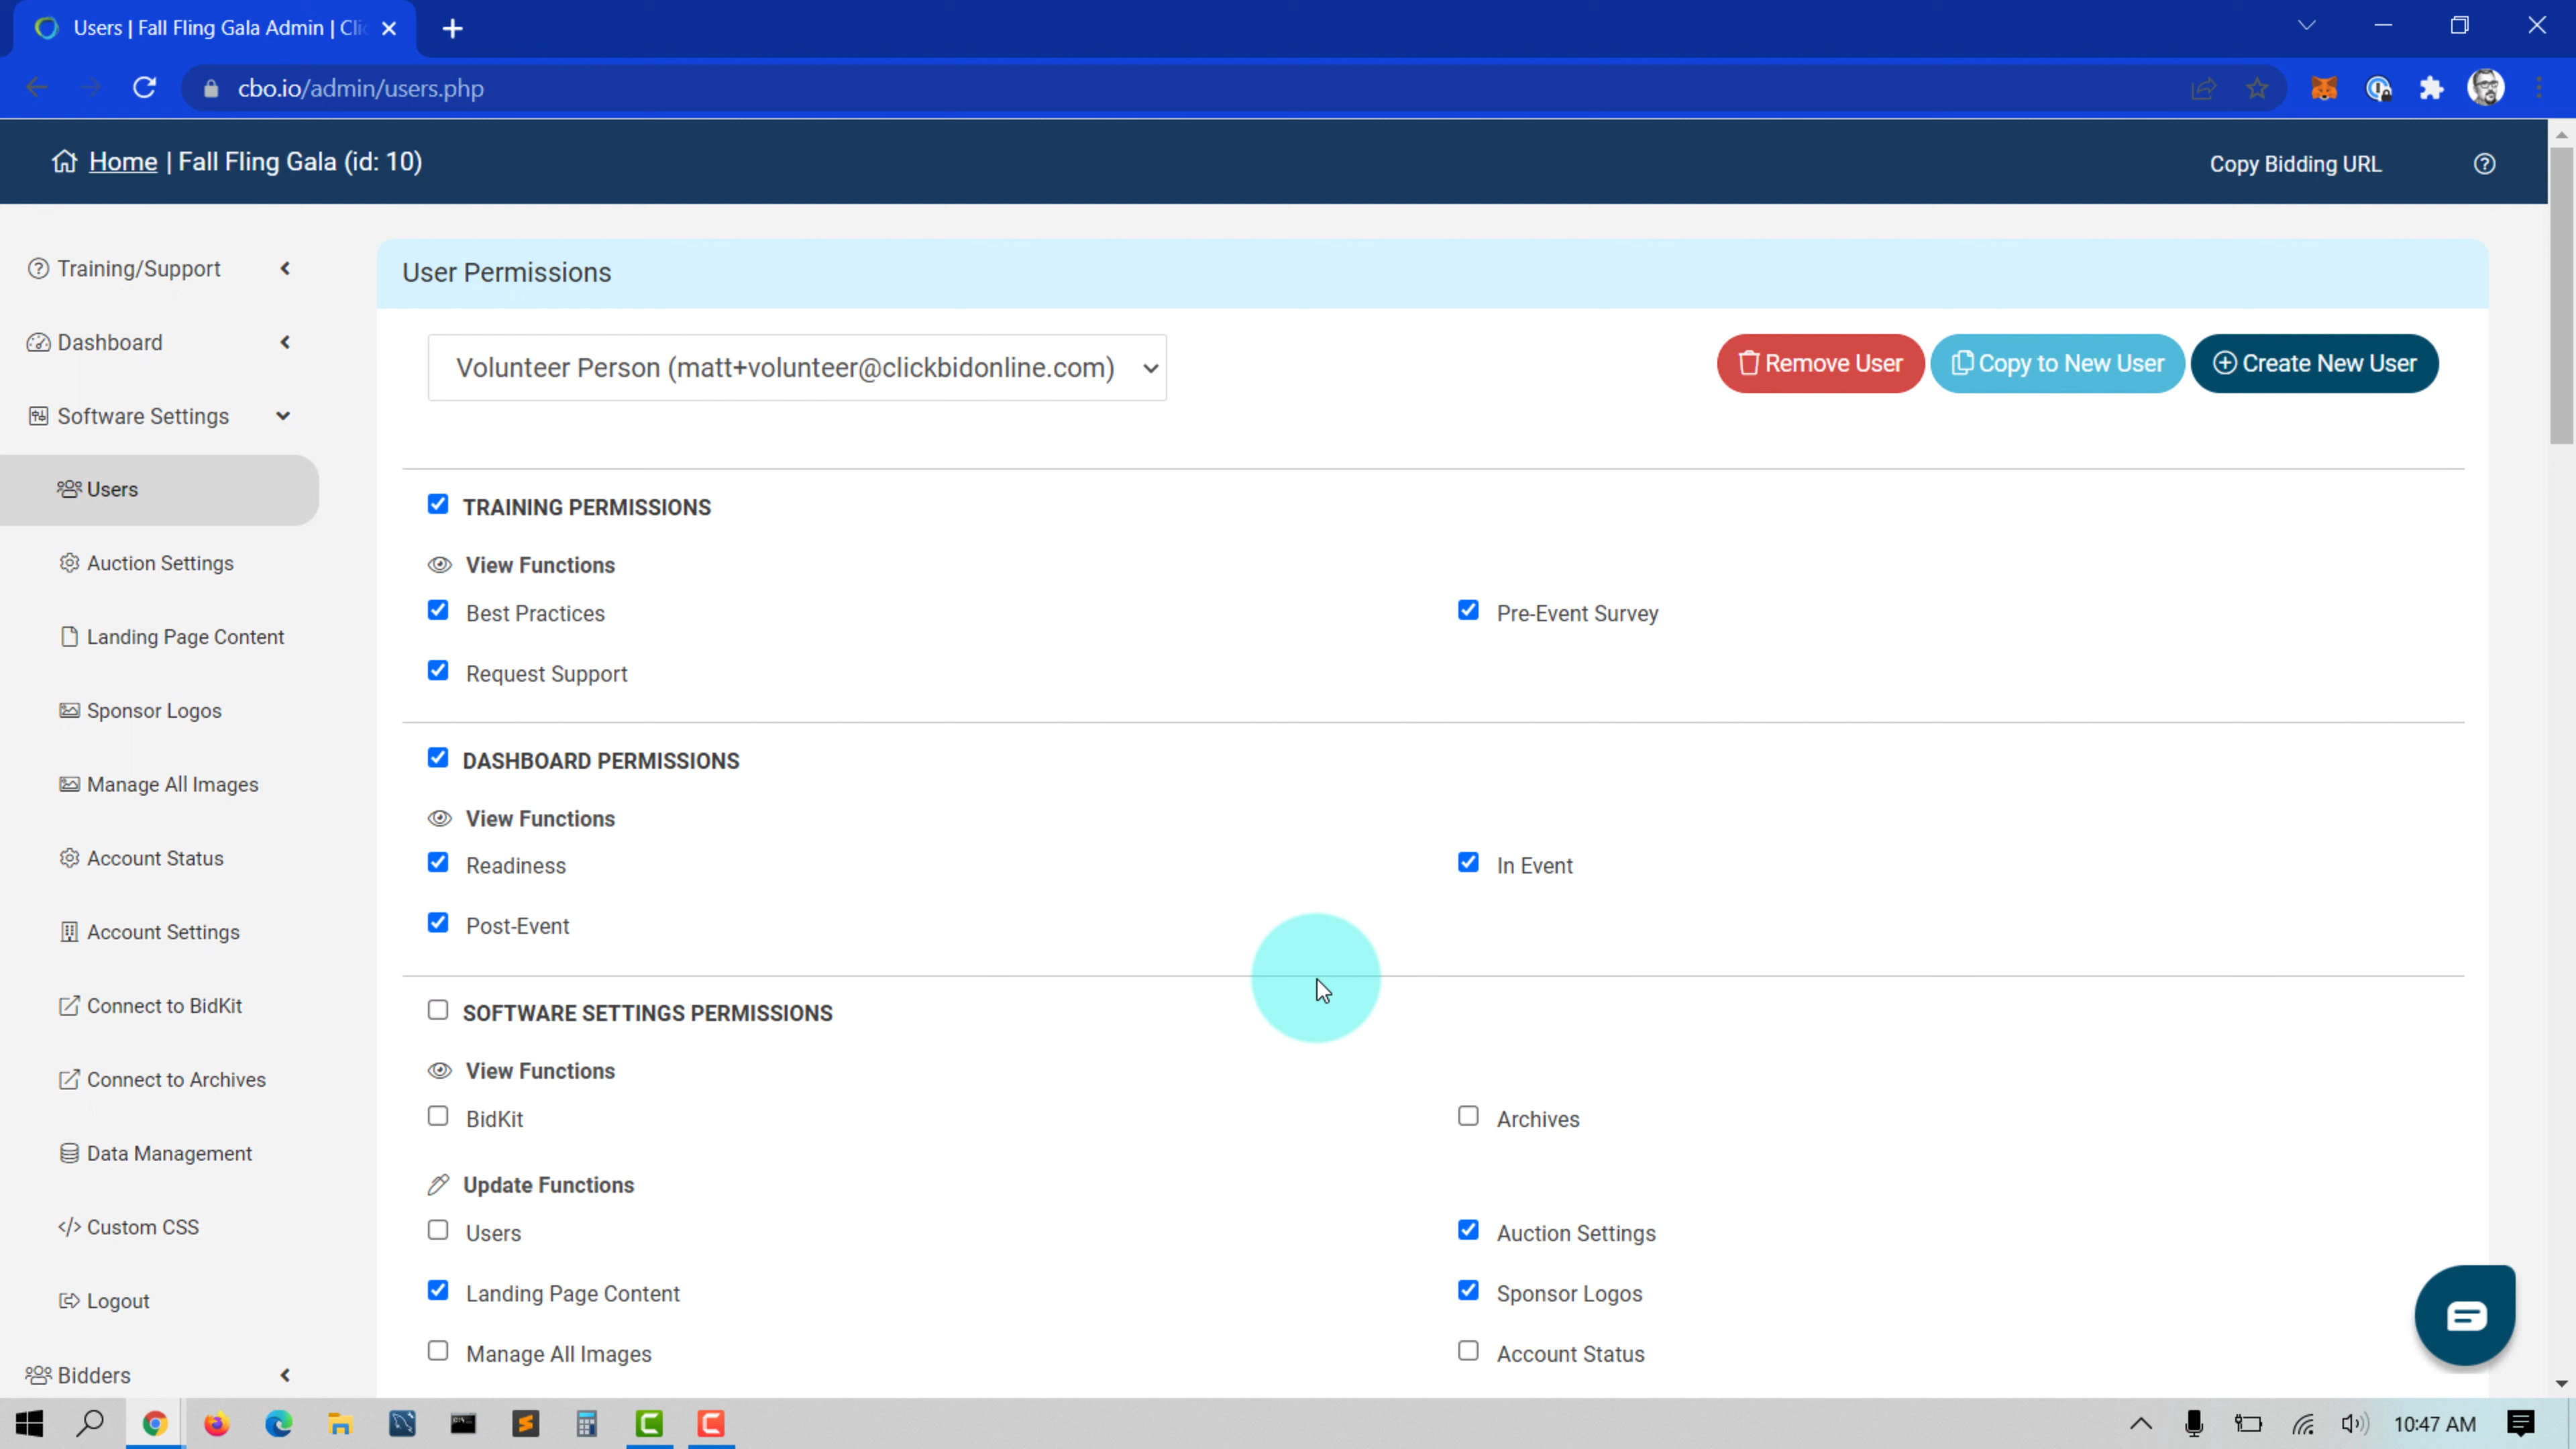 Users | Fall Fling Gala Admin | Cli
cbo.io/admin/users.php
Home | Fall Fling Gala (id: 10)
Copy Bidding URL
Training/Support
Dashboard
Software Settings
Users
Auction Settings
Landing Page Content
Sponsor Logos
Manage All Images
Account Status
Account Settings
Connect to BidKit
Connect to Archives
Data Management
Custom CSS
Logout
Bidders
User Permissions
Volunteer Person (matt+volunteer@clickbidonline.com)
Remove User
Copy to New User
Create New User
TRAINING PERMISSIONS
View Functions
Best Practices
Pre-Event Survey
Request Support
DASHBOARD PERMISSIONS
View Functions
Readiness
In Event
Post-Event
SOFTWARE SETTINGS PERMISSIONS
View Functions
BidKit
Archives
Update Functions
Users
Auction Settings
Landing Page Content
Sponsor Logos
Manage All Images
Account Status
10:47 AM